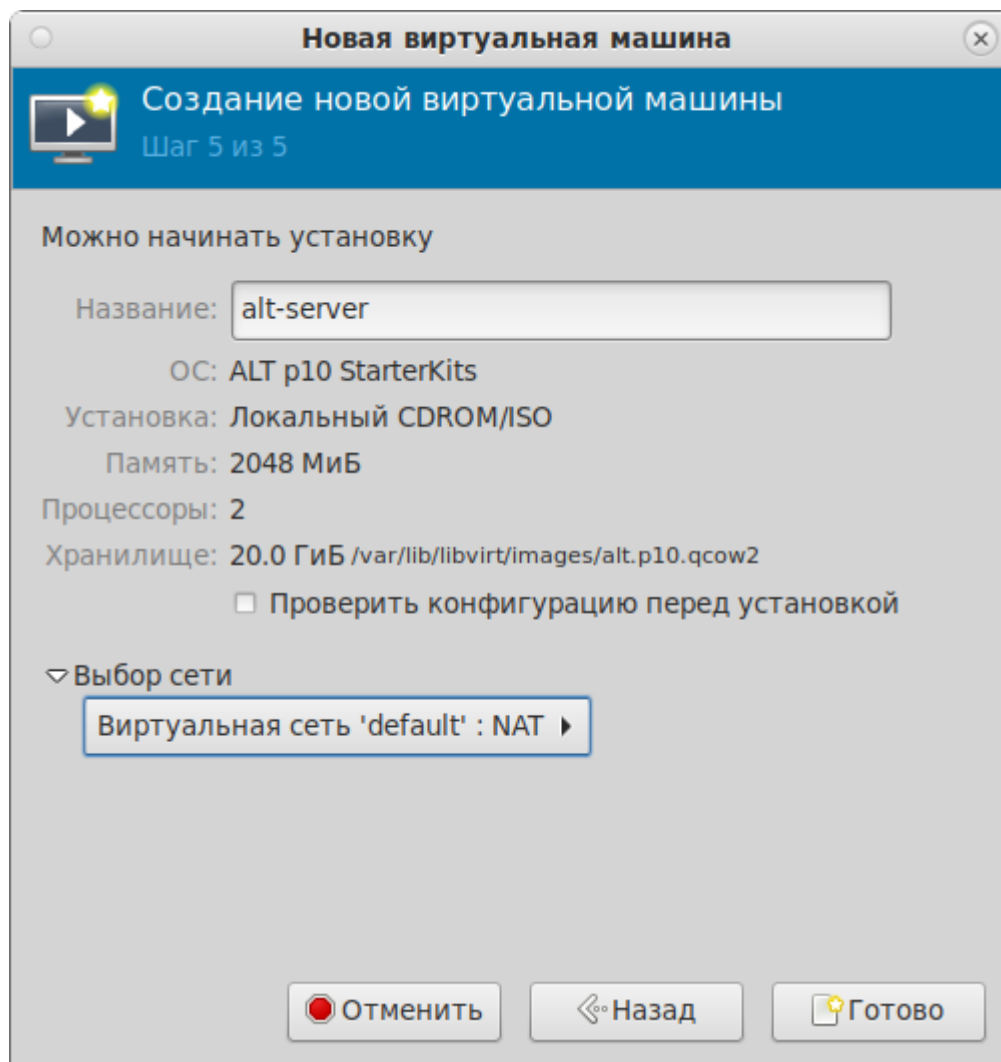 Новая виртуальная машина
Создание новой виртуальной машины
Шаг 5 из 5
Можно начинать установку
Название: alt-server
ОС: ALT p10 StarterKits
Установка: Локальный CDROM/ISO
Память: 2048 МиБ
Процессоры: 2
Хранилище: 20.0 ГиБ /var/lib/libvirt/images/alt.p10.qcow2
Проверить конфигурацию перед установкой
Выбор сети
Виртуальная сеть 'default' : NAT
Отменить Назад Готово